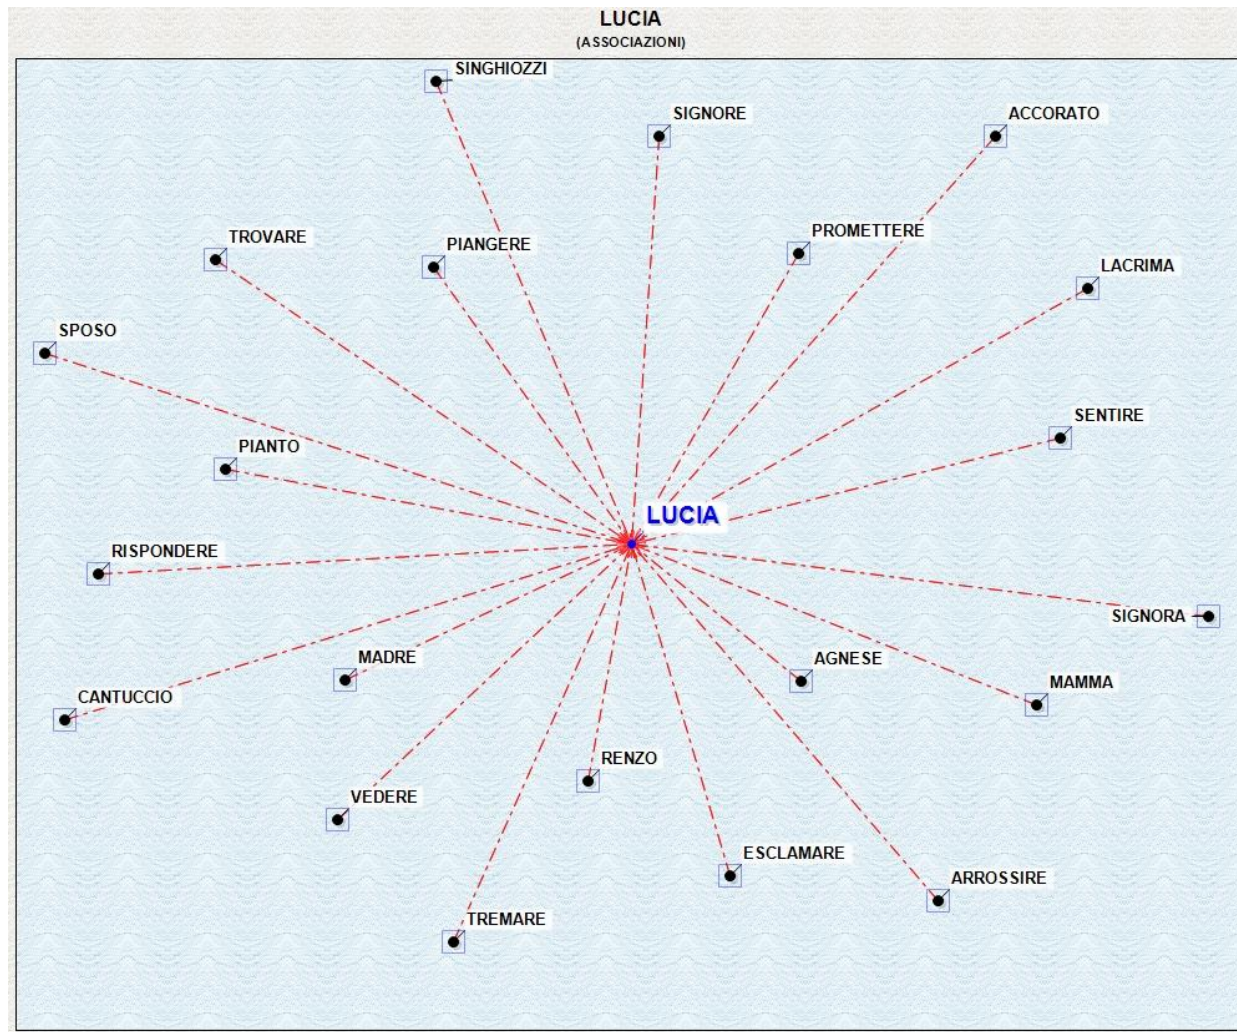 LUCIA
(ASSOCIAZIONI)
SINGHIOZZI
SIGNORE
ACCORATO
TROVARE
PIANGERE
PROMETTERE
LACRIMA
SPOSO
SENTIRE
PIANTO
LUCIA
RISPONDERE
SIGNORA
MADRE
AGNESE
CANTUCCIO
MAMMA
RENZO
VEDERE
ESCLAMARE
ARROSSIRE
TREMARE